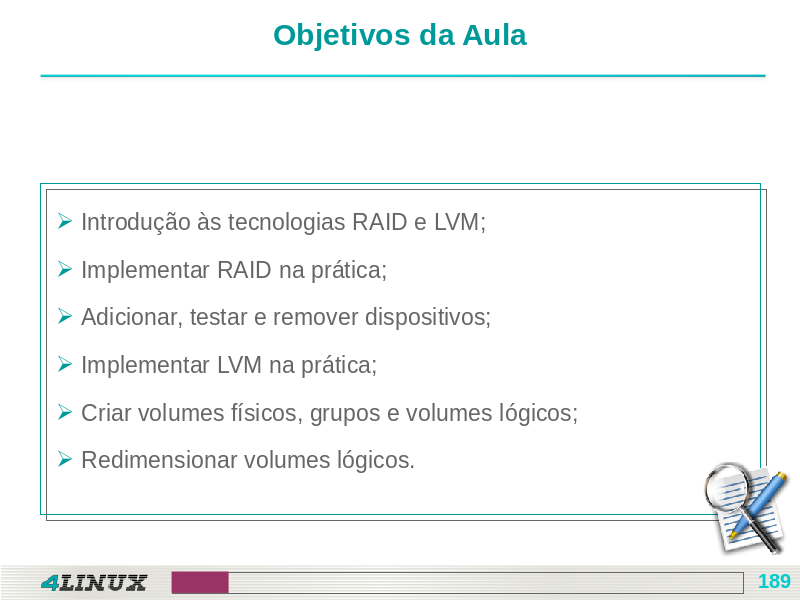 Objetivos da Aula
Introdução às tecnologias RAID e LVM;
Implementar RAID na prática;
Adicionar, testar e remover dispositivos;
Implementar LVM na prática;
Criar volumes físicos, grupos e volumes lógicos;
Redimensionar volumes lógicos.
4LINUX
189